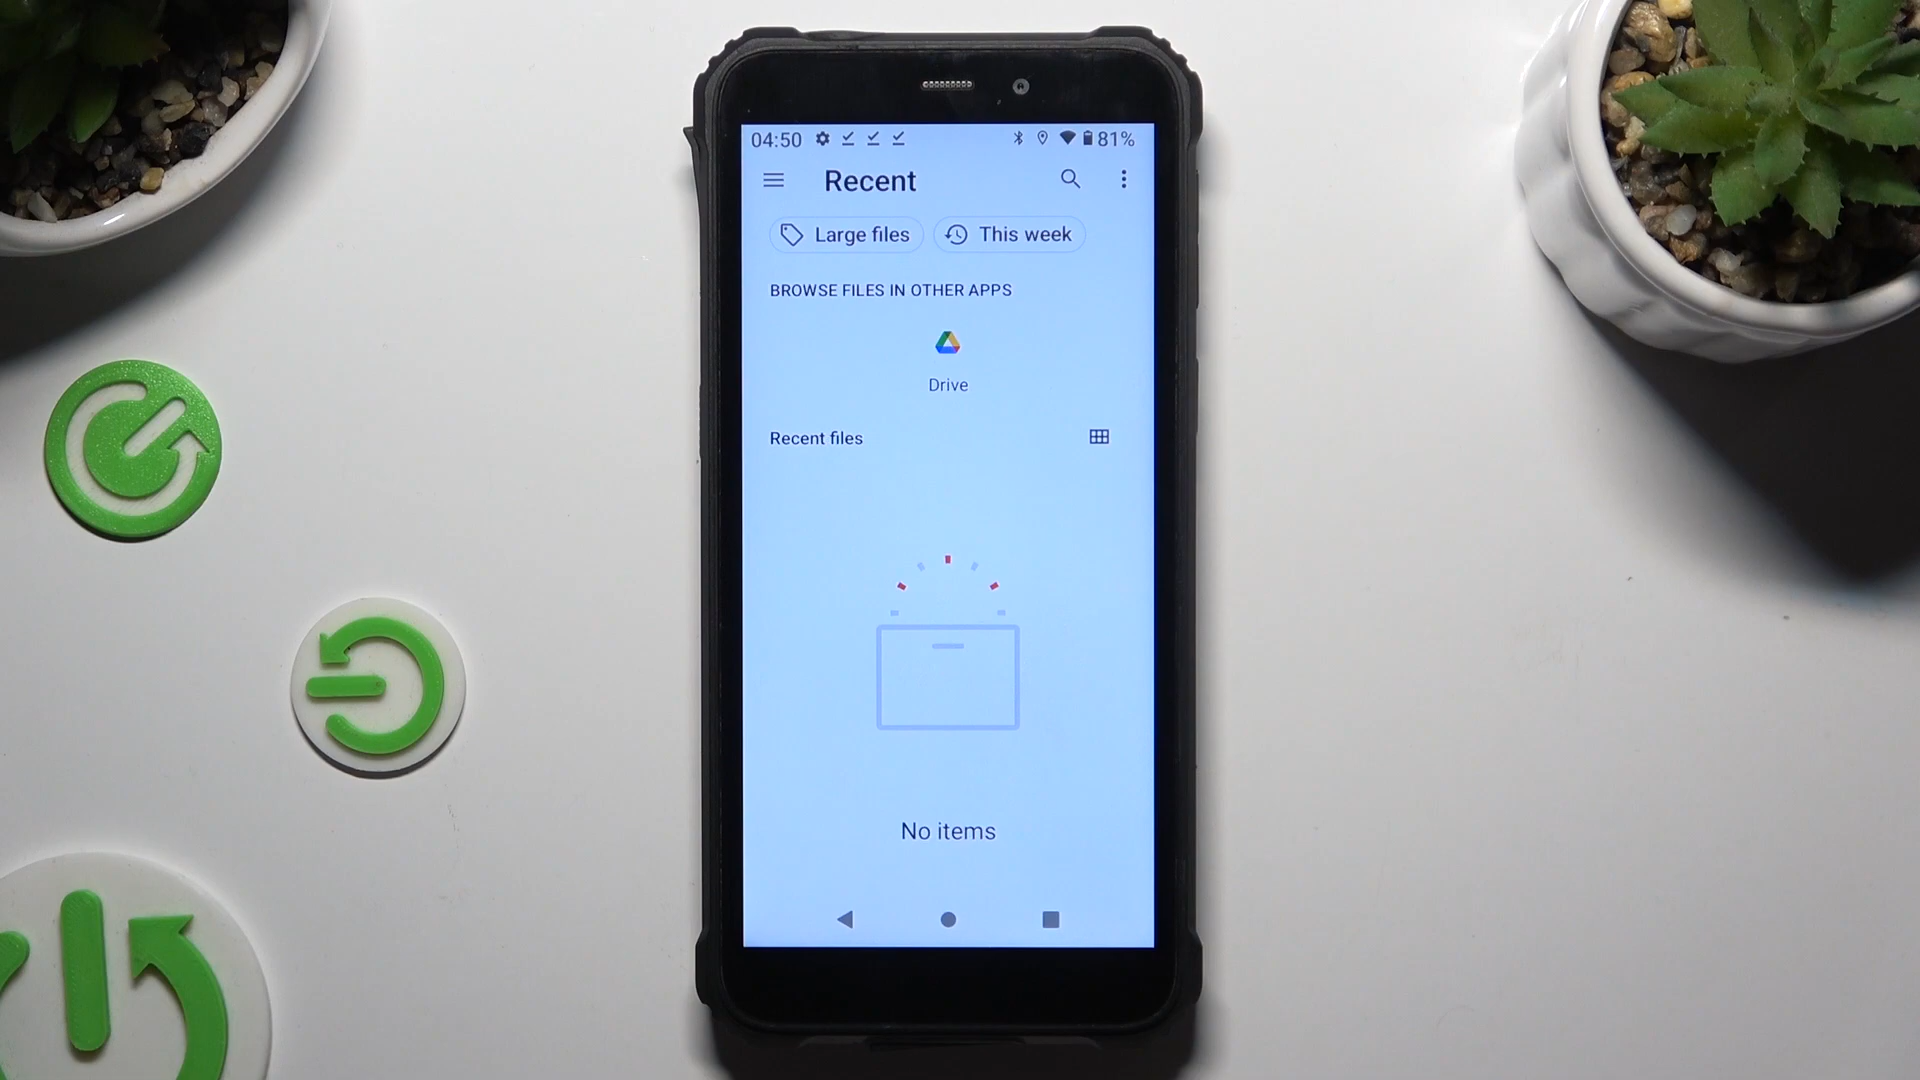 04:50 81%
Recent
Large files This week
BROWSE FILES IN OTHER APPS
Drive
Recent files
No items